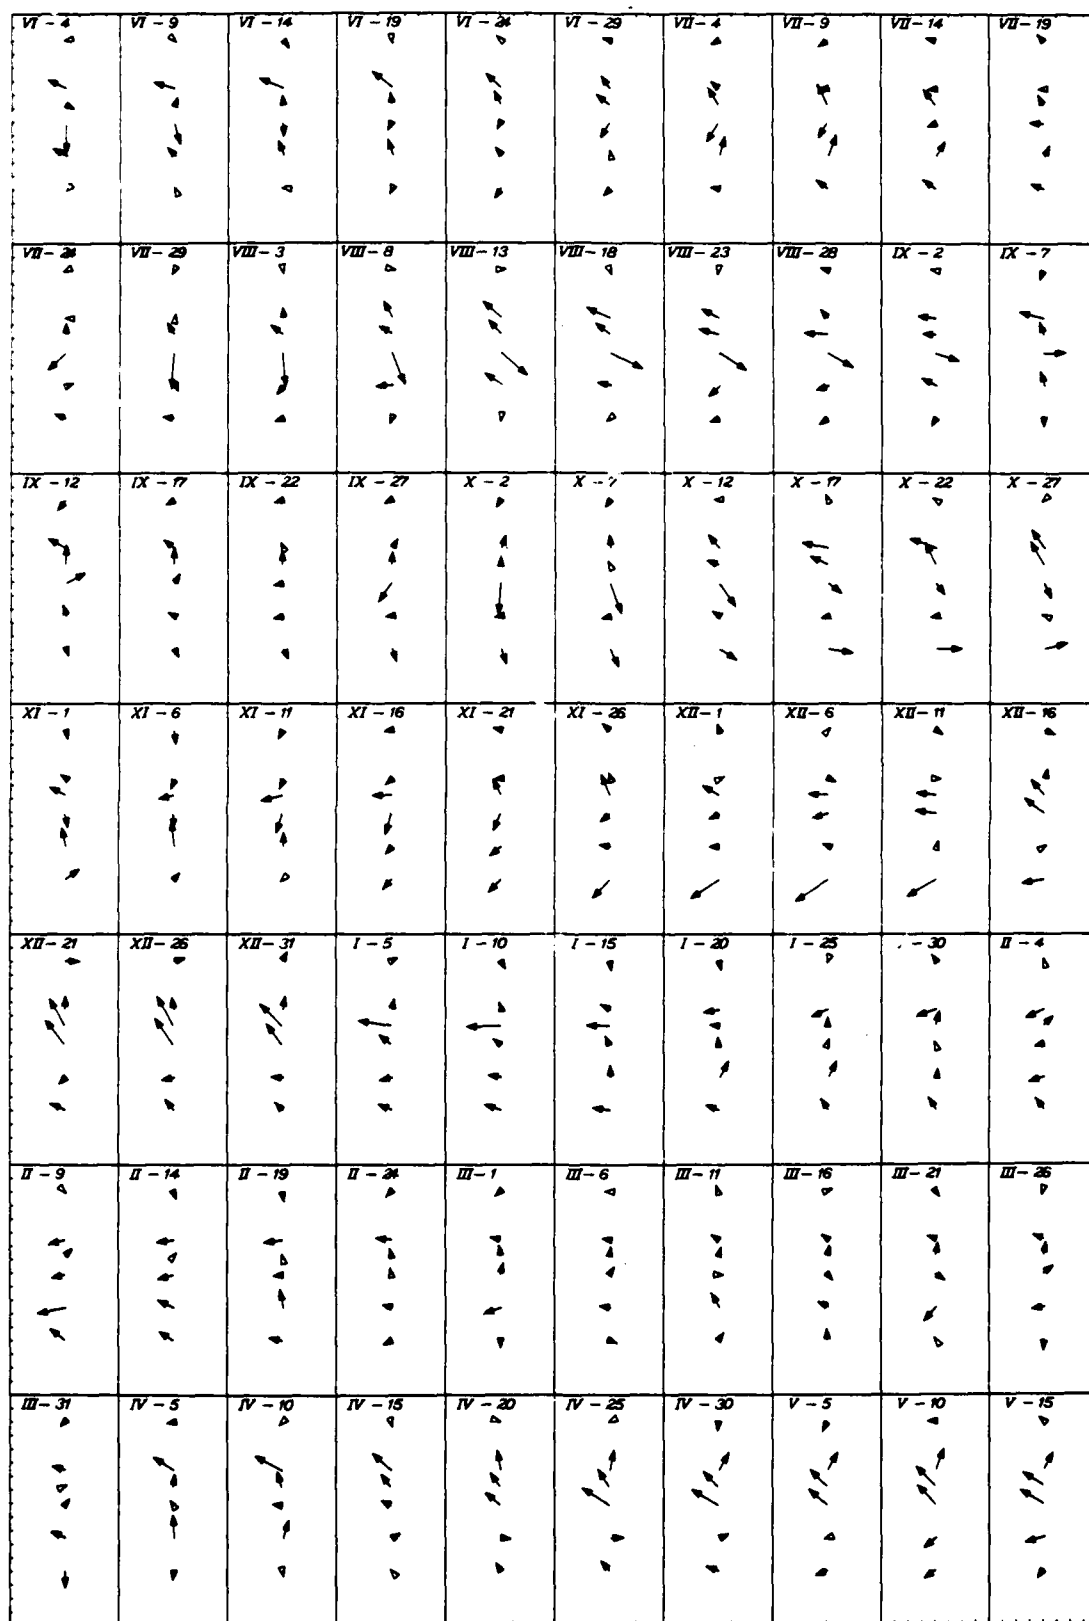 VI - 4 VI - 9 VI - 14 VI - 19 VI - 24 VI - 29 VII - 4 VII - 9 VII - 14 VII - 19
VII - 24 VII - 29 VIII - 3 VIII - 8 VIII - 13 VIII - 18 VIII - 23 VIII - 28 IX - 2 IX - 7
IX - 12 IX - 17 IX - 22 IX - 27 X - 2 X - 7 X - 12 X - 17 X - 22 X - 27
XI - 1 XI - 6 XI - 11 XI - 16 XI - 21 XI - 26 XII - 1 XII - 6 XII - 11 XII - 16
XII - 21 XII - 26 XII - 31 I - 5 I - 10 I - 15 I - 20 I - 25 - 30 II - 4
II - 9 II - 14 II - 19 II - 24 III - 1 III - 6 III - 11 III - 16 III - 21 III - 26
III - 31 IV - 5 IV - 10 IV - 15 IV - 20 IV - 25 IV - 30 V - 5 V - 10 V - 15